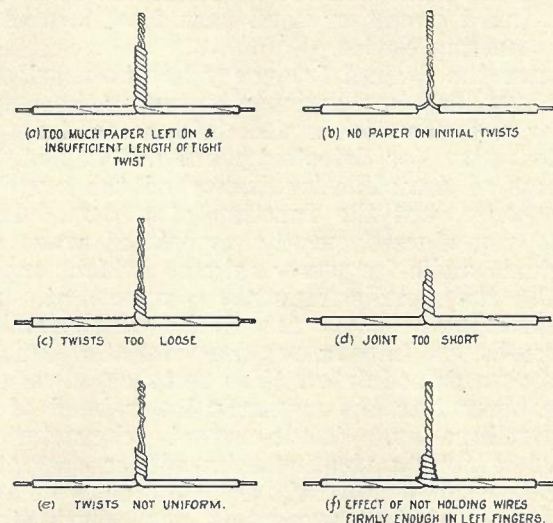 (a) TOO MUCH PAPER LEFT ON &
INSUFFICIENT LENGTH OF TIGHT
TWIST
(b) NO PAPER ON INITIAL TWISTS
(c) TWISTS TOO LOOSE
(d) JOINT TOO SHORT
(e) TWISTS NOT UNIFORM.
(f) EFFECT OF NOT HOLDING WIRES
FIRMLY ENOUGH IN LEFT FINGERS.